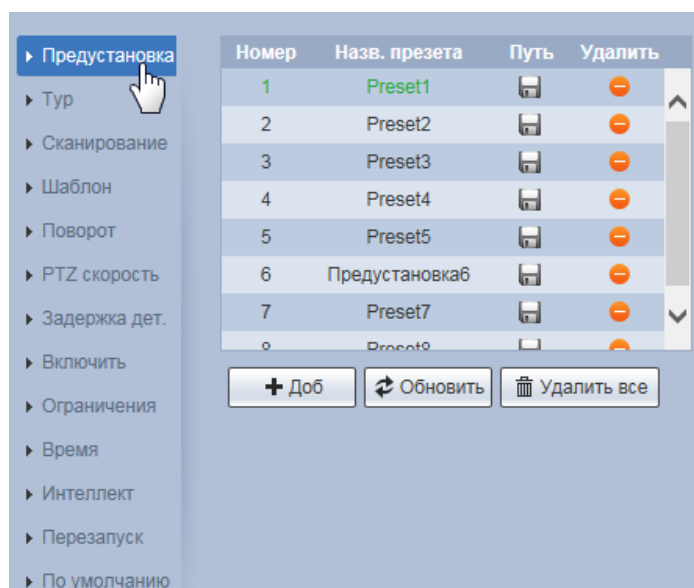 Предустановка
Тур
Сканирование
Шаблон
Поворот
PTZ скорость
Задержка дет.
Включить
Ограничения
Время
Интеллект
Перезапуск
По умолчанию
Номер Назв. презета Путь Удалить
1 Preset1
2 Preset2
3 Preset3
4 Preset4
5 Preset5
6 Предустановка6
7 Preset7
8 Preset8
Доб Обновить Удалить все